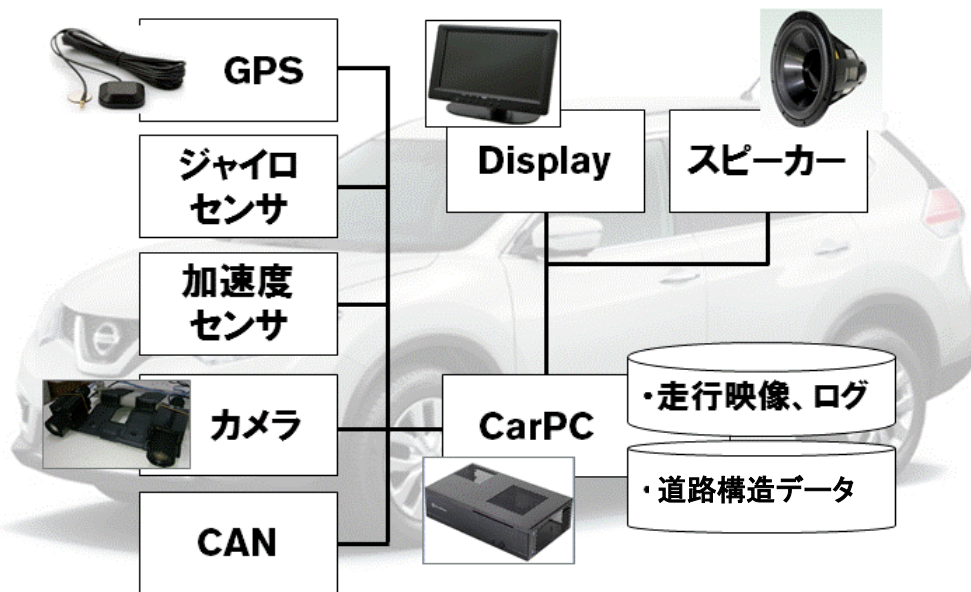 GPS
ジャイロ
センサ
加速度
センサ
カメラ
CAN
Display
スピーカー
CarPC
・走行映像、ログ
・道路構造データ